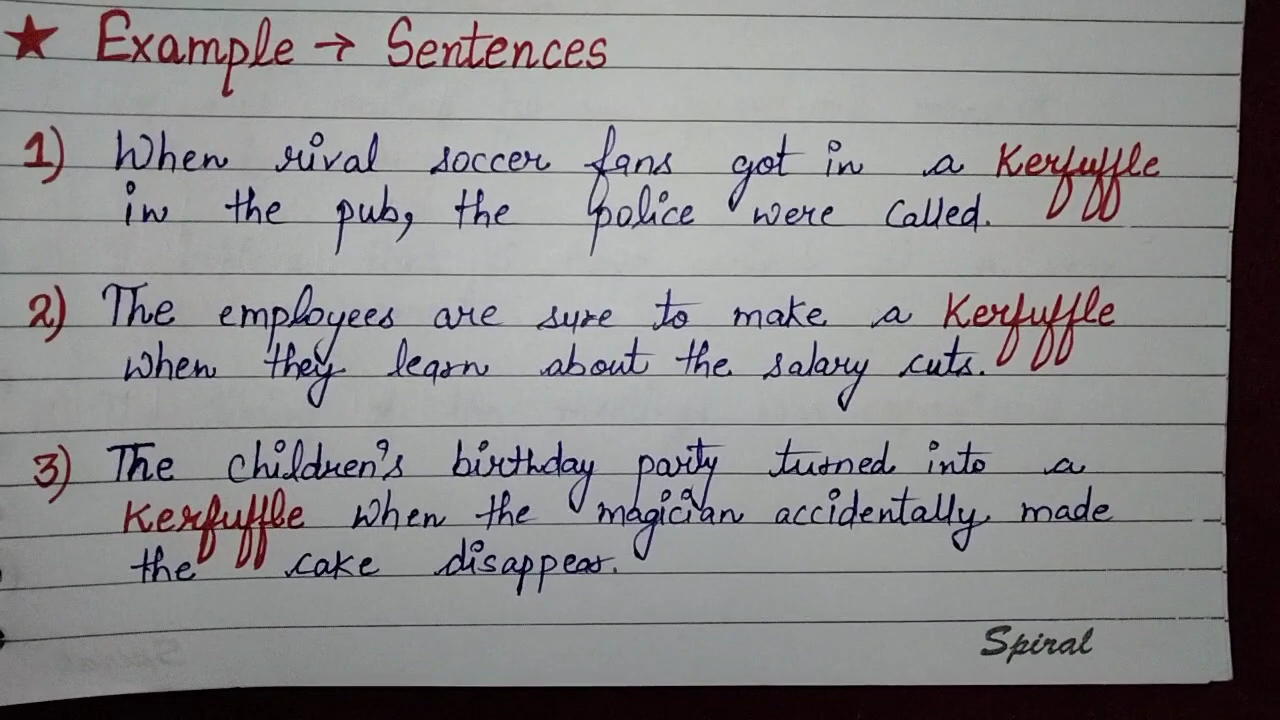 ★ Example → Sentences
1) When rival soccer fans got in a Kerfuffle
in the pub, the police were called.
2) The employees are sure to make a Kerfuffle
when they learn about the salary cuts.
3) The children's birthday party turned into a
Kerfuffle when the magician accidentally made
the cake disappear.
Spiral